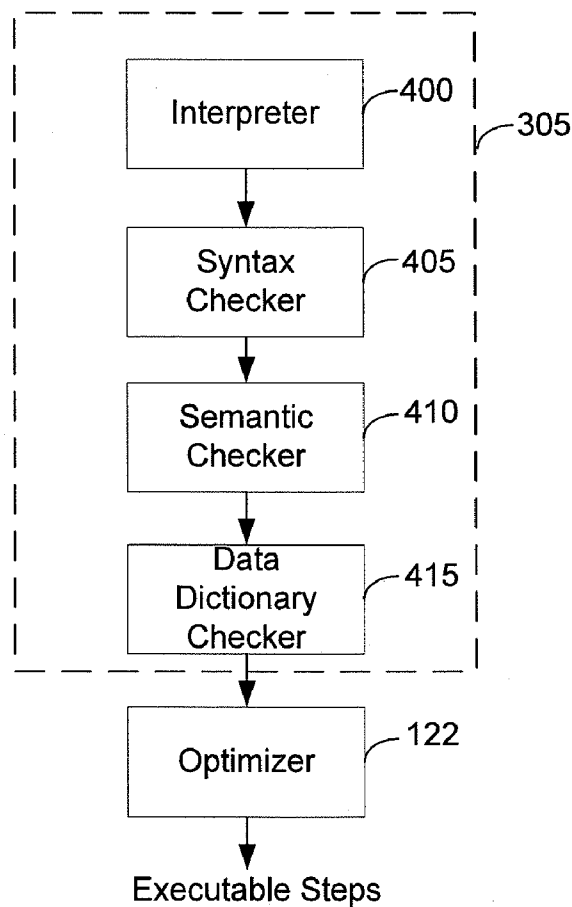 Interpreter
400
305
Syntax
Checker
405
Semantic
Checker
410
Data
Dictionary
Checker
415
Optimizer
122
Executable Steps